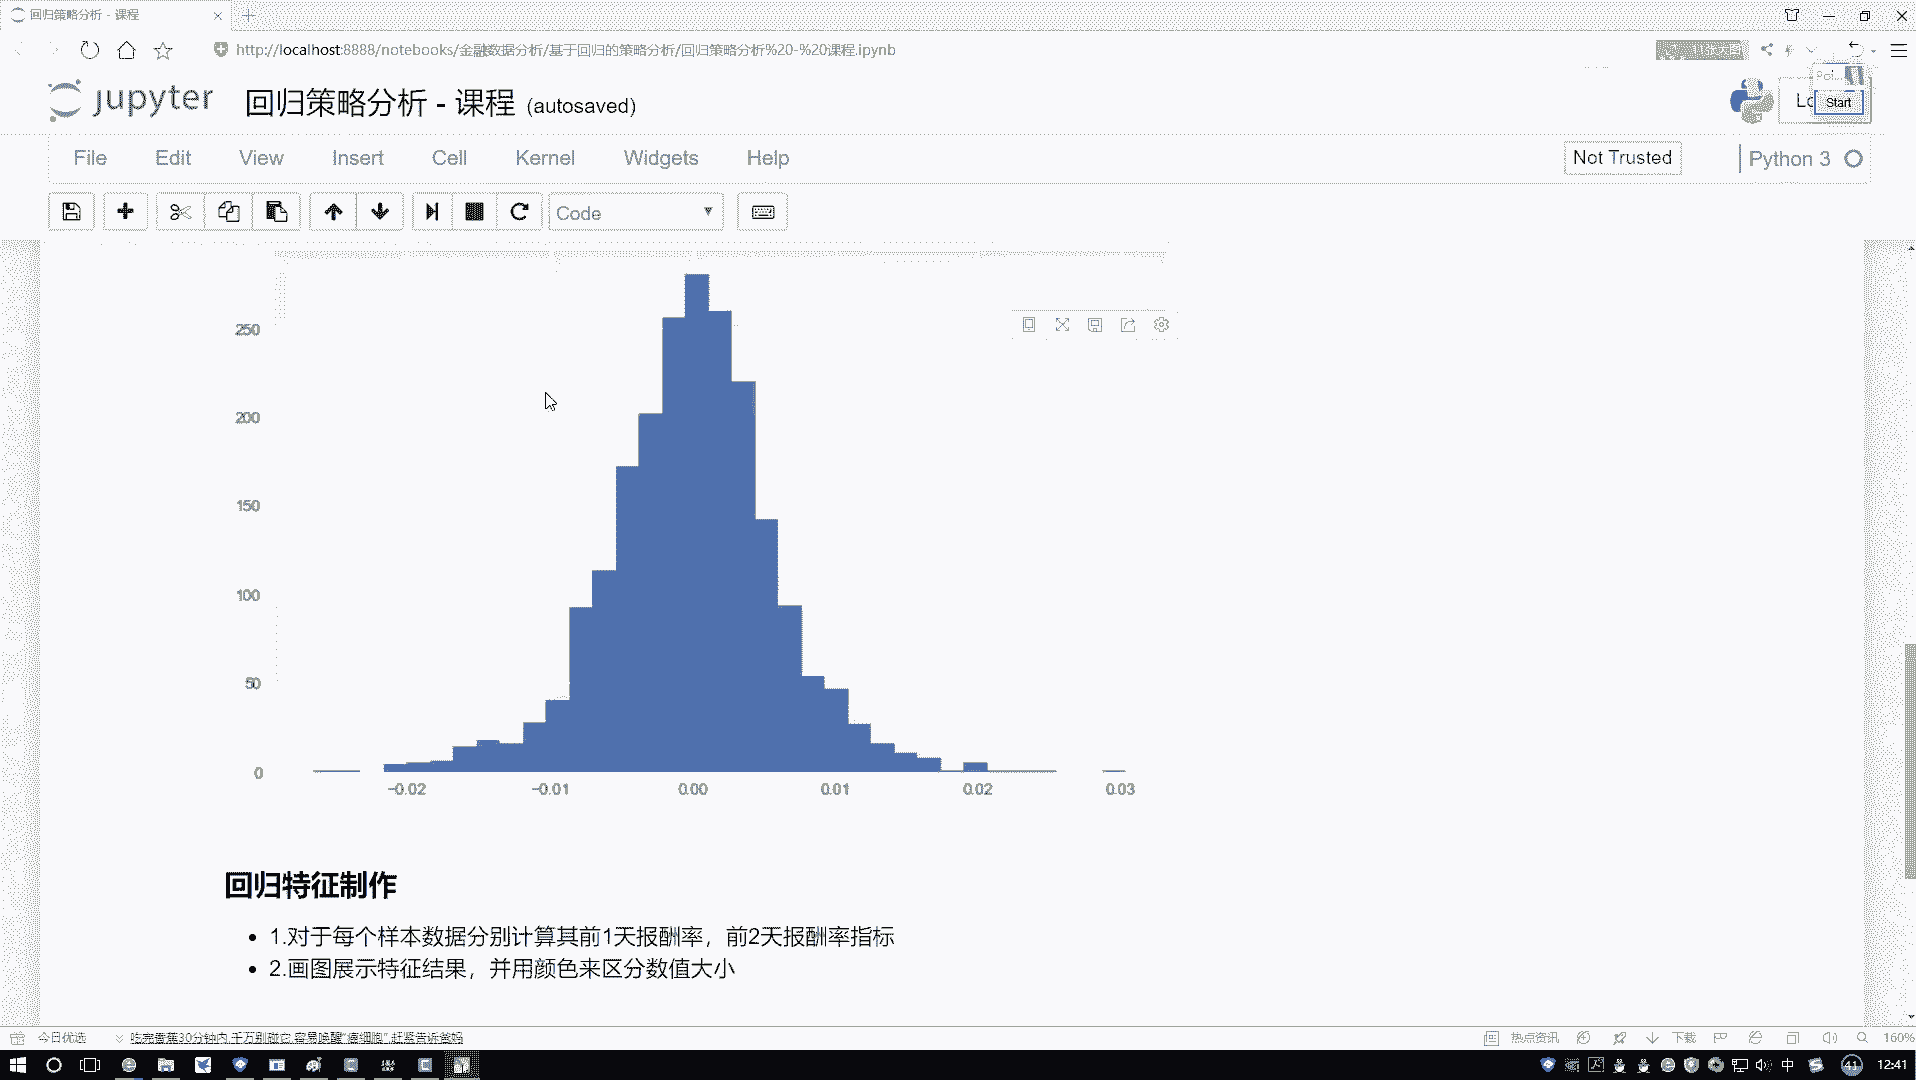 回归策略分析 - 课程
http://localhost:8888/notebooks/金融数据分析/基于回归的策略分析/回归策略分析%20-%20课程.ipynb
jupyter 回归策略分析 - 课程 (autosaved)
Start
File Edit View Insert Cell Kernel Widgets Help
Not Trusted
Python 3
Code
250
200
150
100
50
0
-0.02 -0.01 0.00 0.01 0.02 0.03
回归特征制作
1.对于每个样本数据分别计算其前1天报酬率，前2天报酬率指标
2.画图展示特征结果，并用颜色来区分数值大小
今日优选
热点资讯
下载
160%
中
41
12:41